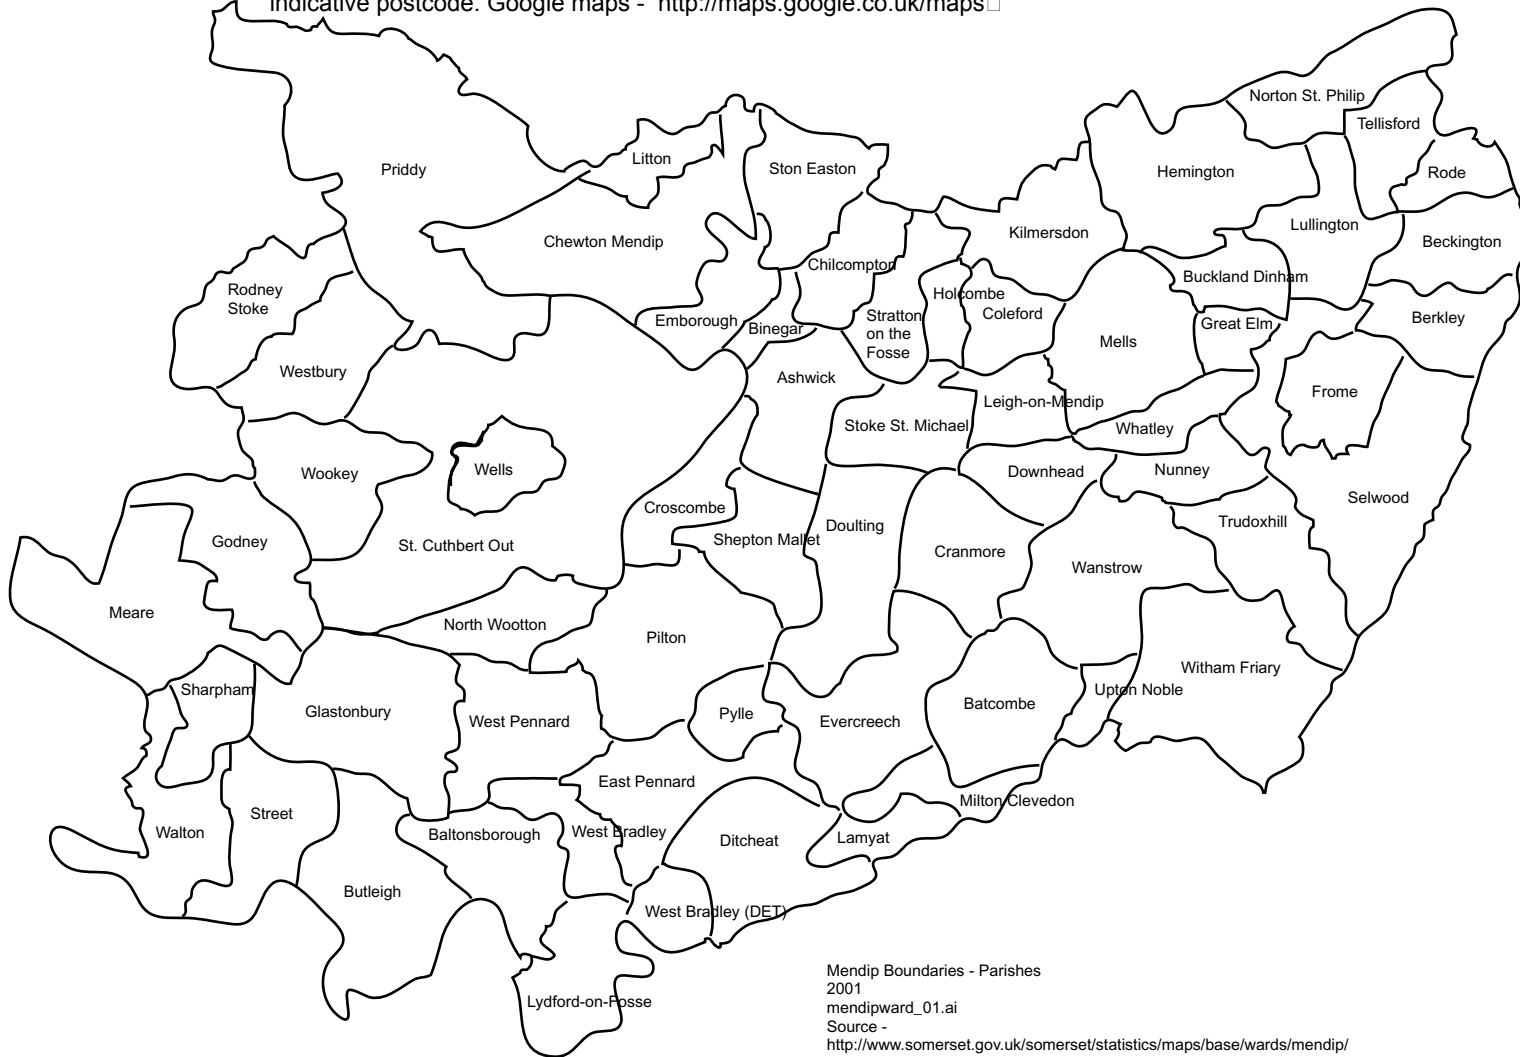 indicative postcode. Google maps - http://maps.google.co.uk/maps
Norton St. Philip
Tellisford
Litton
Priddy
Ston Easton
Hemington
Rode
Lullington
Kilmersdon
Chewton Mendip
Beckington
Chilcompton
Buckland Dinham
Rodney
Stoke
Holcombe
Coleford
Stratton
on the
Fosse
Emborough
Binegar
Great Elm
Berkley
Mells
Westbury
Ashwick
Frome
Leigh-on-Mendip
Stoke St. Michael
Whatley
Wookey
Wells
Downhead
Nunney
Selwood
Croscombe
Trudoxhill
Doulting
Godney
St. Cuthbert Out
Shepton Mallet
Cranmore
Wanstrow
Meare
North Wootton
Pilton
Witham Friary
Sharpham
Upton Noble
Glastonbury
West Pennard
Pylle
Evercreech
Batcombe
East Pennard
Milton Clevedon
Street
Walton
Baltonsborough
West Bradley
Ditcheat
Lamyat
Butleigh
West Bradley (DET)
Lydford-on-Fosse
Mendip Boundaries - Parishes
2001
mendipward_01.ai
Source -
http://www.somerset.gov.uk/somerset/statistics/maps/base/wards/mendip/